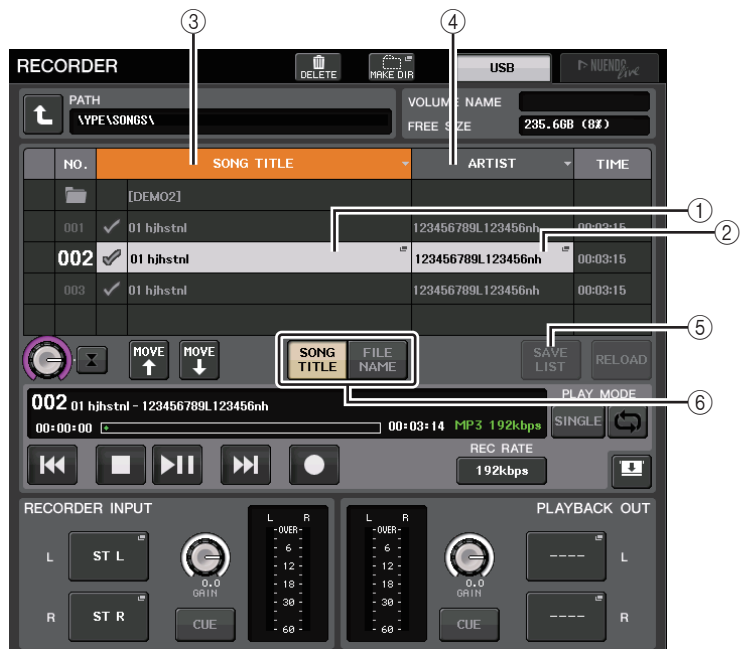 ③ ④
RECORDER DELETE MAKE DIR USB NUENDO Live
PATH
\YPE\SONGS\
VOLUME NAME
FREE SIZE 235.6GB (8%)
NO. SONG TITLE ARTIST TIME
[DEMO2]
001 01 hjhstnl 123456789L123456nh 00:03:15
①
②
002 01 hjhstnl 123456789L123456nh 00:03:15
003 01 hjhstnl 123456789L123456nh 00:03:15
⑤
MOVE MOVE SONG TITLE FILE NAME SAVE LIST RELOAD
⑥
002 01 hjhstnl - 123456789L123456nh
00:00:00 00:03:14 MP3 192kbps
PLAY MODE
SINGLE
REC RATE
192kbps
RECORDER INPUT
L ST L
R ST R
0.0
GAIN
CUE
L R
-OVER-
- 6 -
- 12 -
- 18 -
- 30 -
- 60 -
L R
-OVER-
- 6 -
- 12 -
- 18 -
- 30 -
- 60 -
PLAYBACK OUT
0.0
GAIN
CUE
---- L
---- R